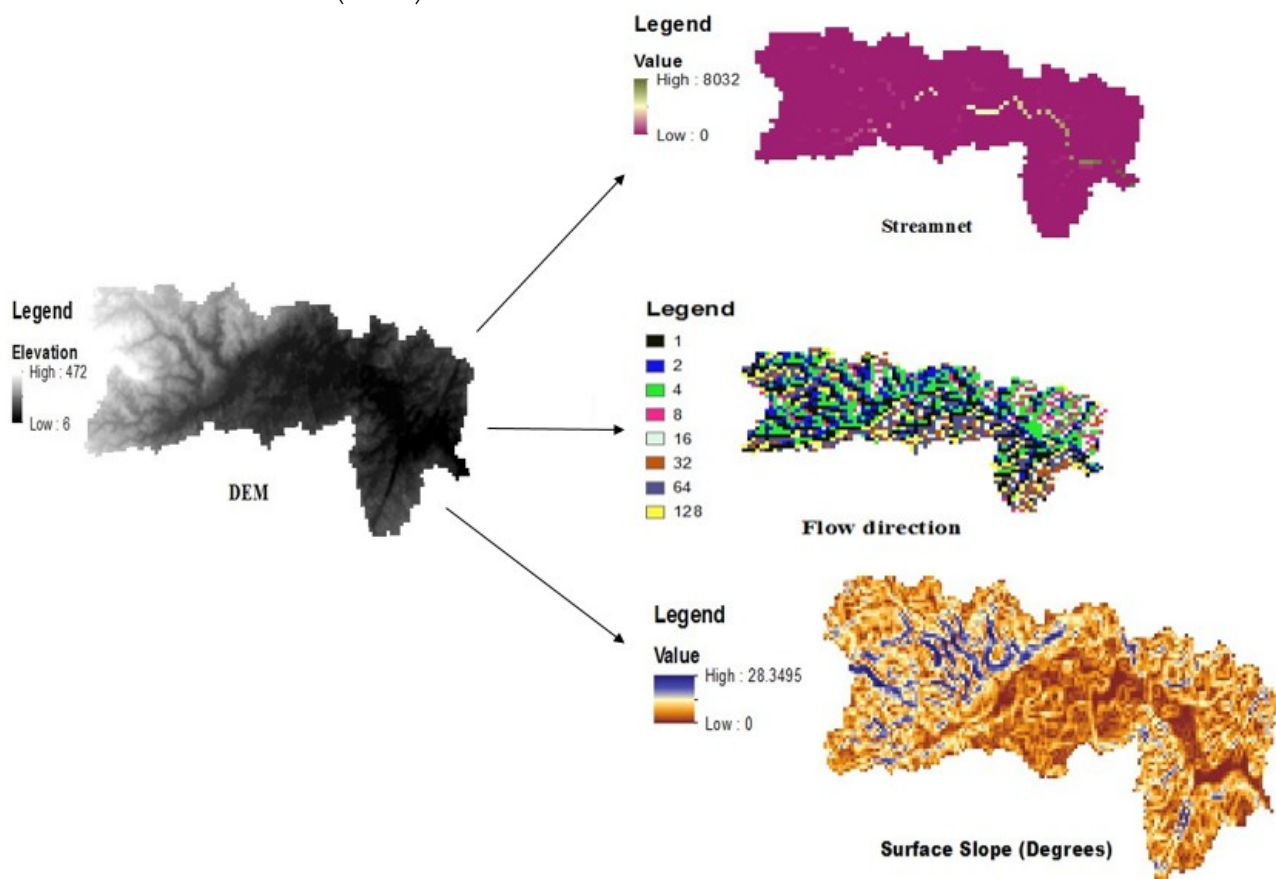 Legend
Value
High : 8032
Low : 0
Streamnet
Legend
Elevation
High : 472
Low : 6
DEM
Legend
1
2
4
8
16
32
64
128
Flow direction
Legend
Value
High : 28.3495
Low : 0
Surface Slope (Degrees)